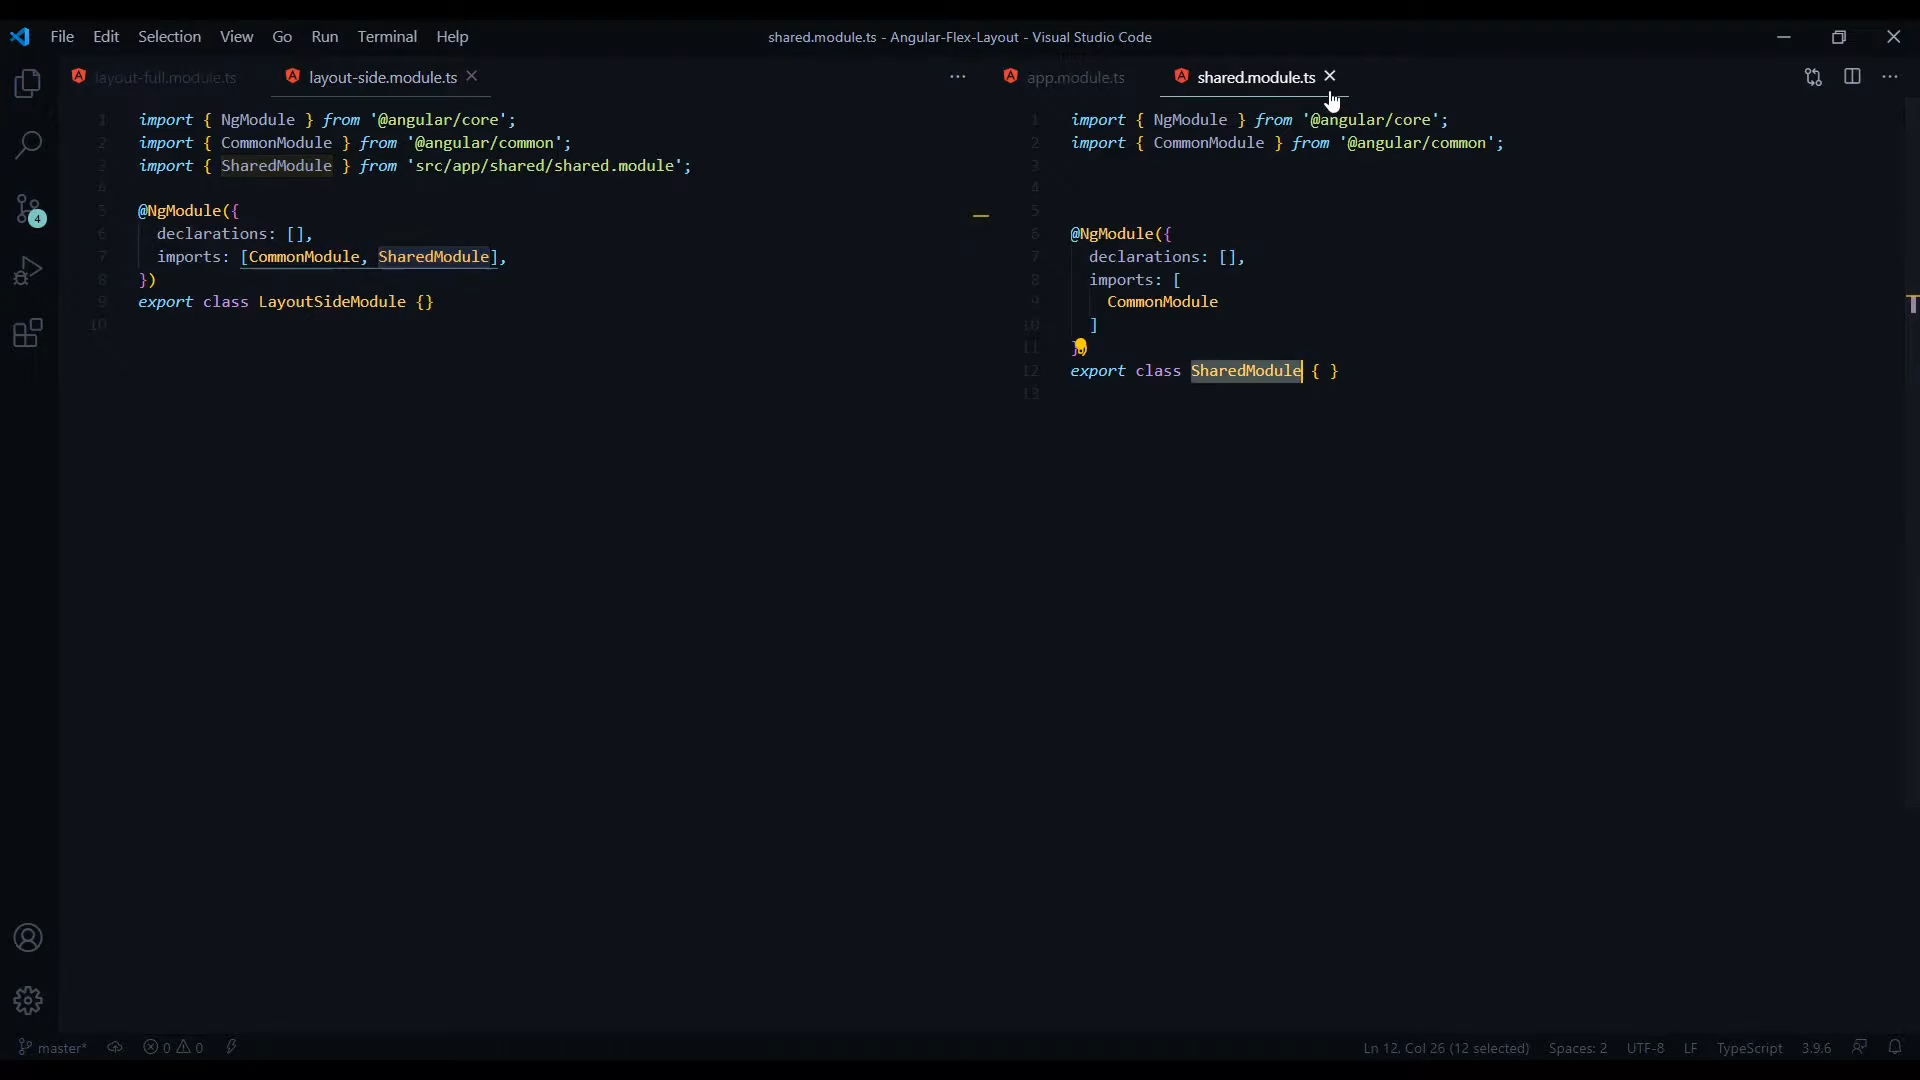 File Edit Selection View Go Run Terminal Help
shared.module.ts - Angular-Flex-Layout - Visual Studio Code
layout-full.module.ts layout-side.module.ts
1 import { NgModule } from '@angular/core';
2 import { CommonModule } from '@angular/common';
3 import { SharedModule } from 'src/app/shared/shared.module';
4
5 @NgModule({
6 declarations: [],
7 imports: [CommonModule, SharedModule],
8 })
9 export class LayoutSideModule {}
10
app.module.ts shared.module.ts
1 import { NgModule } from '@angular/core';
2 import { CommonModule } from '@angular/common';
3
4
5
6 @NgModule({
7 declarations: [],
8 imports: [
9 CommonModule
10 ]
11 })
12 export class SharedModule { }
13
4
master* 0 0
Ln 12, Col 26 (12 selected) Spaces: 2 UTF-8 LF TypeScript 3.9.6